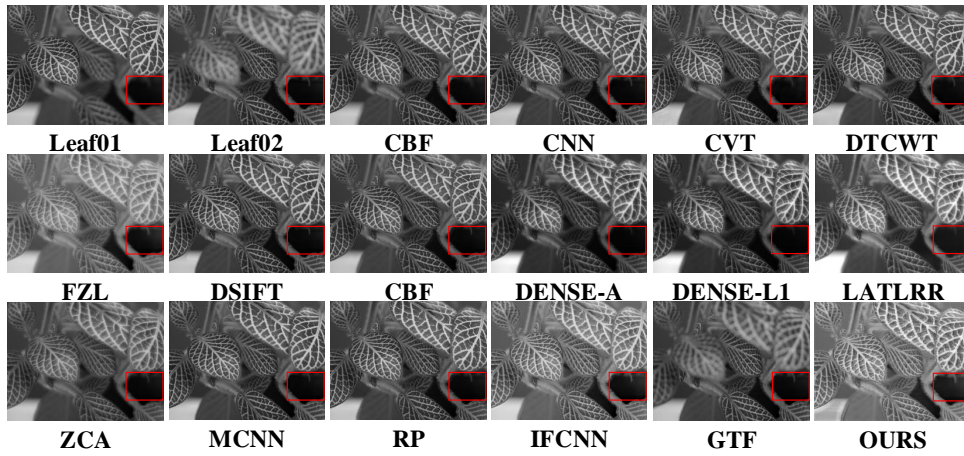 Leaf01 Leaf02 CBF CNN CVT DTCWT
FZL DSIFT CBF DENSE-A DENSE-L1 LATLRR
ZCA MCNN RP IFCNN GTF OURS